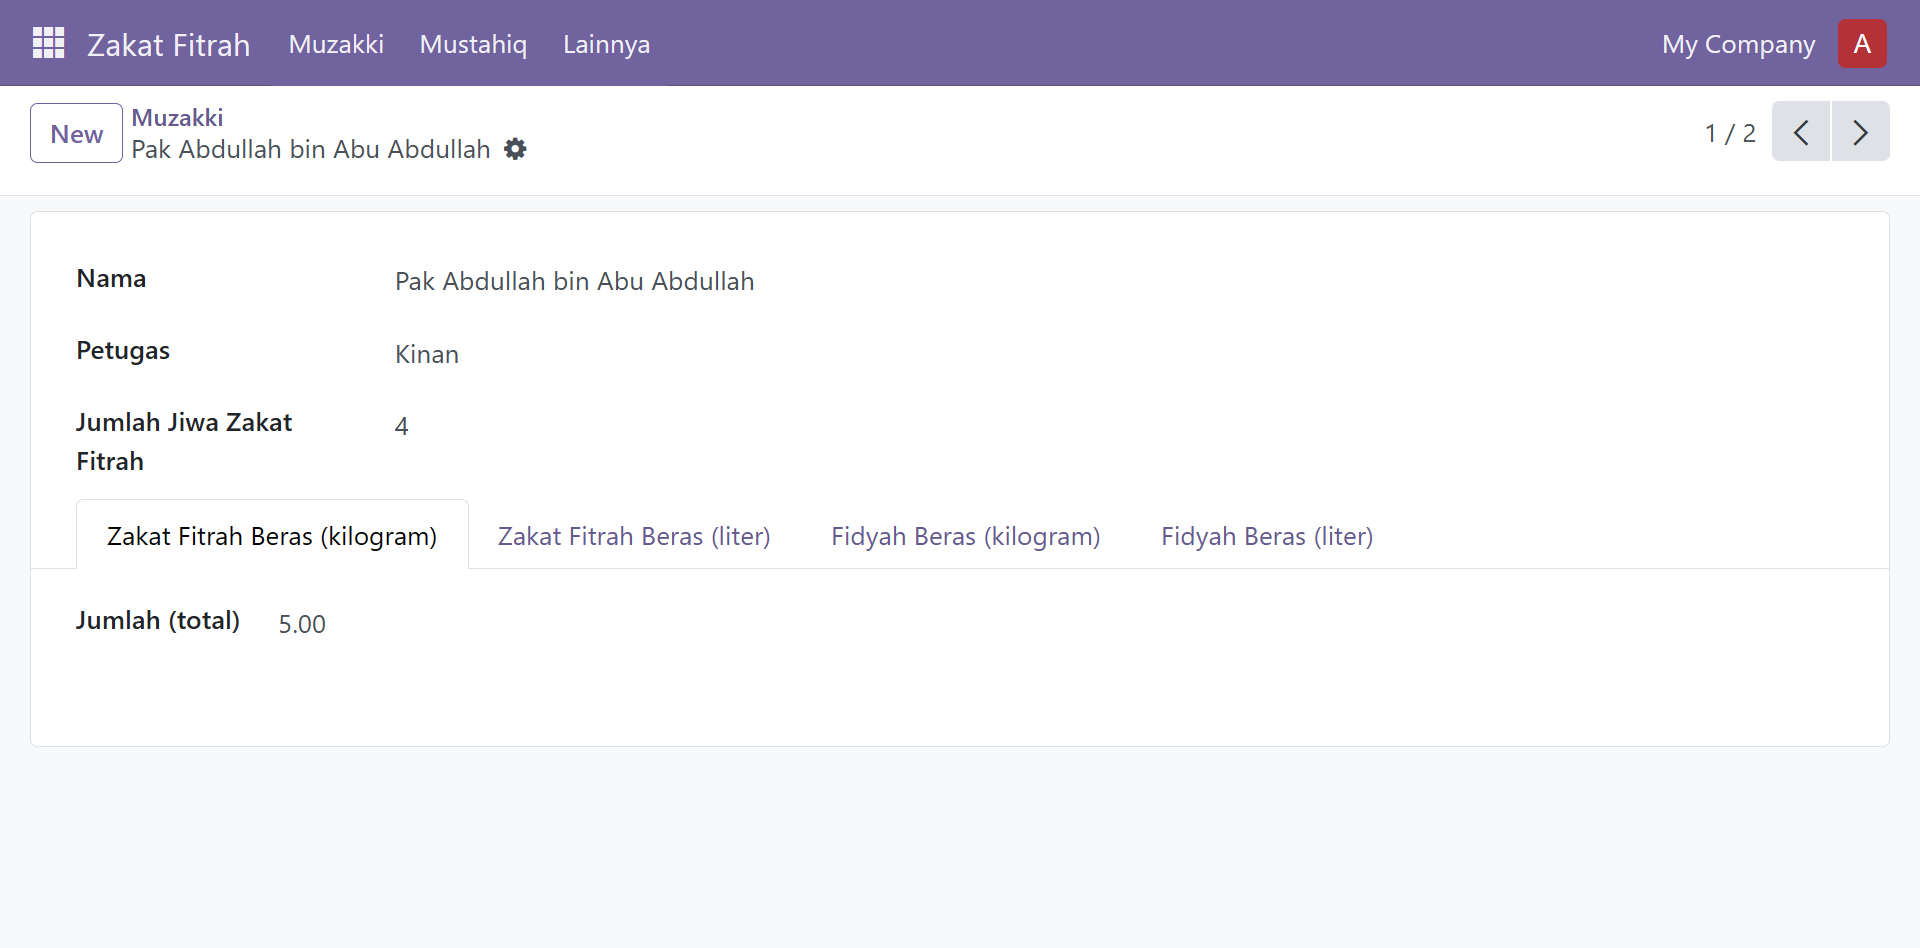 Zakat Fitrah Muzakki Mustahiq Lainnya My Company A
New
Muzakki
Pak Abdullah bin Abu Abdullah
1 / 2
Nama Pak Abdullah bin Abu Abdullah
Petugas Kinan
Jumlah Jiwa Zakat 4
Fitrah
Zakat Fitrah Beras (kilogram) Zakat Fitrah Beras (liter) Fidyah Beras (kilogram) Fidyah Beras (liter)
Jumlah (total) 5.00